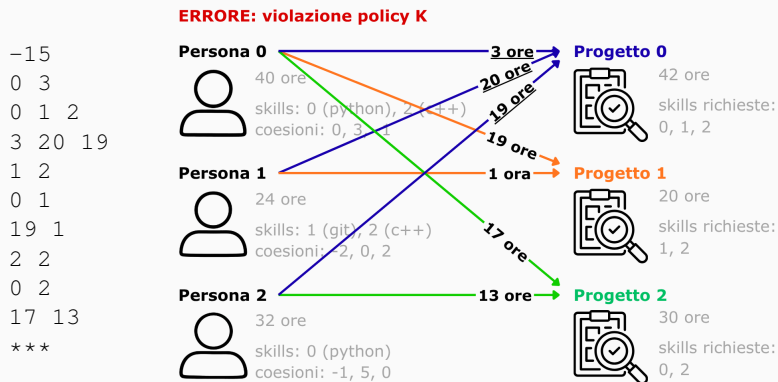 ERRORE: violazione policy K
-15
0 3
0 1 2
3 20 19
1 2
0 1
19 1
2 2
0 2
17 13
***
Persona 0
40 ore
skills: 0 (python), 2 (c++)
coesioni: 0, 3, -1
Persona 1
24 ore
skills: 1 (git), 2 (c++)
coesioni: -2, 0, 2
Persona 2
32 ore
skills: 0 (python)
coesioni: -1, 5, 0
3 ore
20 ore
19 ore
19 ore
1 ora
17 ore
13 ore
Progetto 0
42 ore
skills richieste:
0, 1, 2
Progetto 1
20 ore
skills richieste:
1, 2
Progetto 2
30 ore
skills richieste:
0, 2